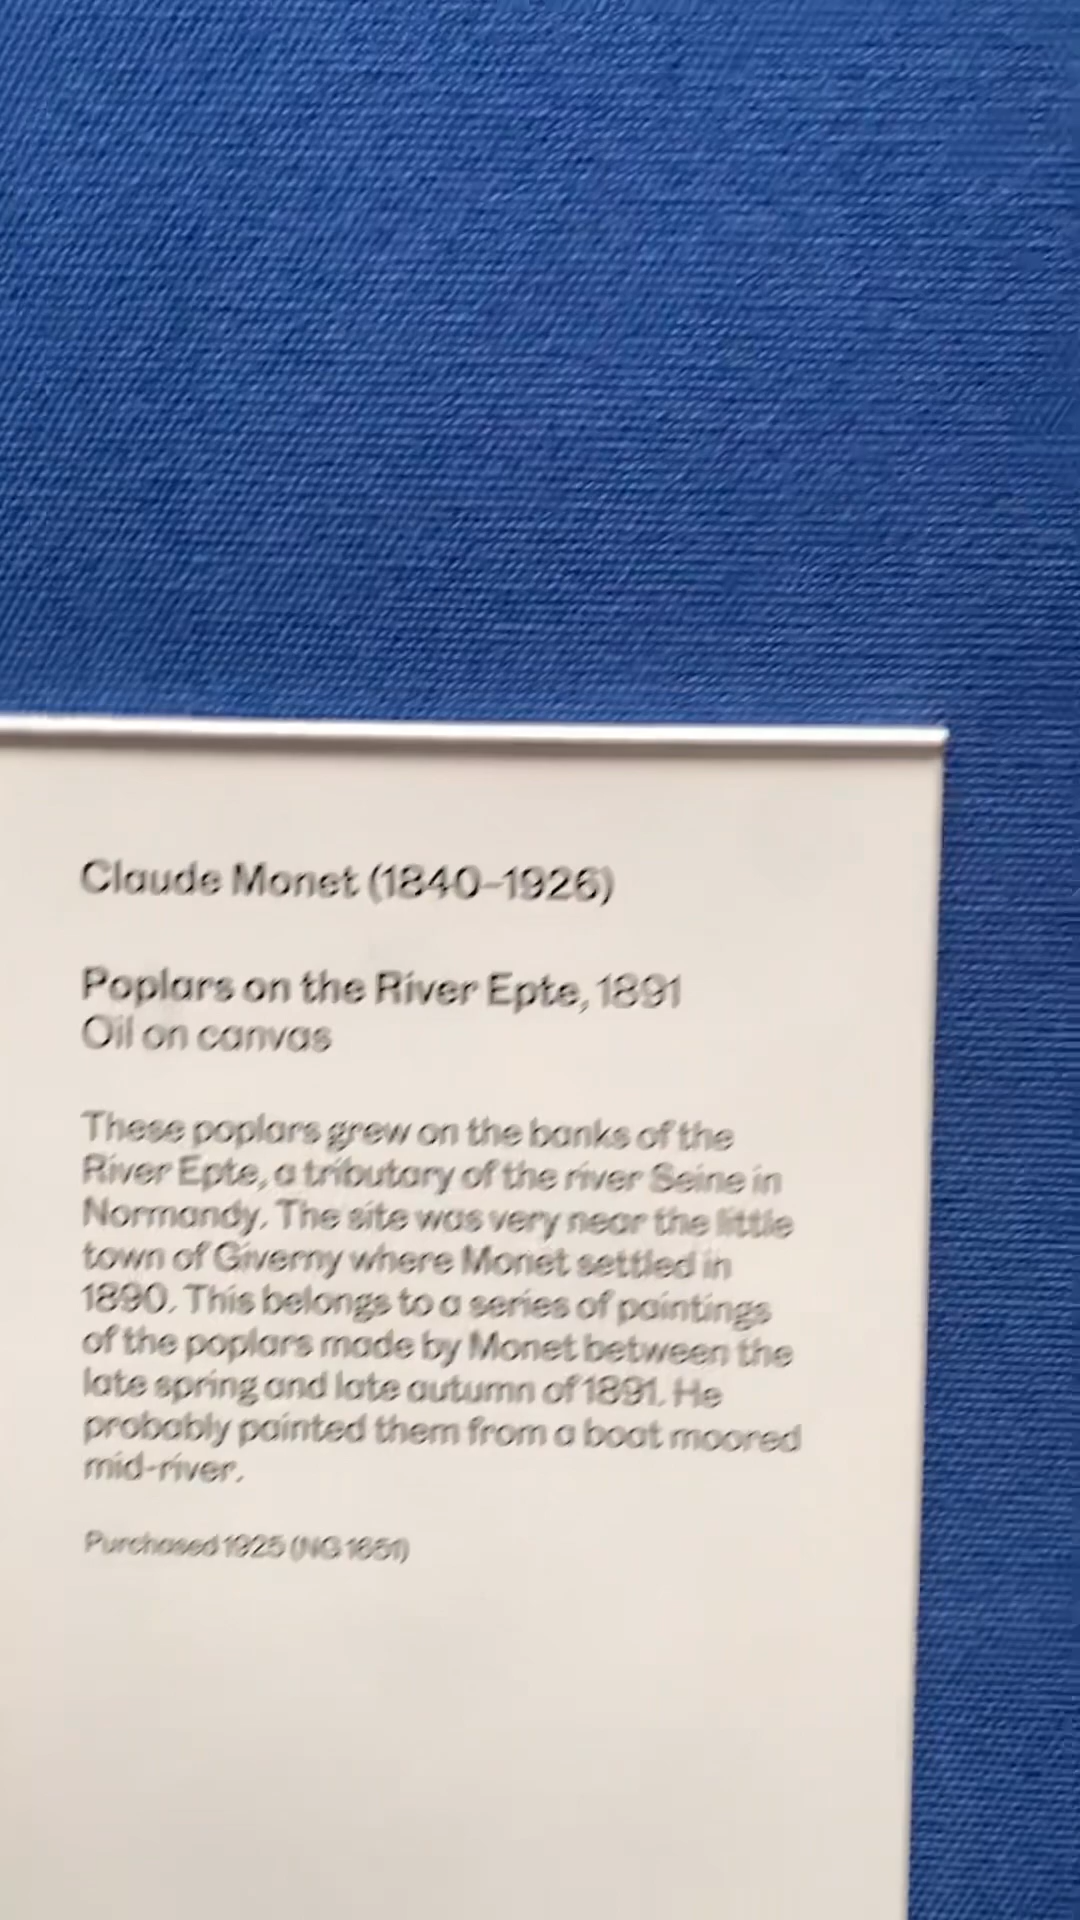 Claude Monet (1840–1926)
Poplars on the River Epte, 1891
Oil on canvas
These poplars grew on the banks of the
River Epte, a tributary of the river Seine in
Normandy. The site was very near the little
town of Giverny where Monet settled in
1890. This belongs to a series of paintings
of the poplars made by Monet between the
late spring and late autumn of 1891. He
probably painted them from a boat moored
mid-river.
Purchased 1925 (NG 1651)